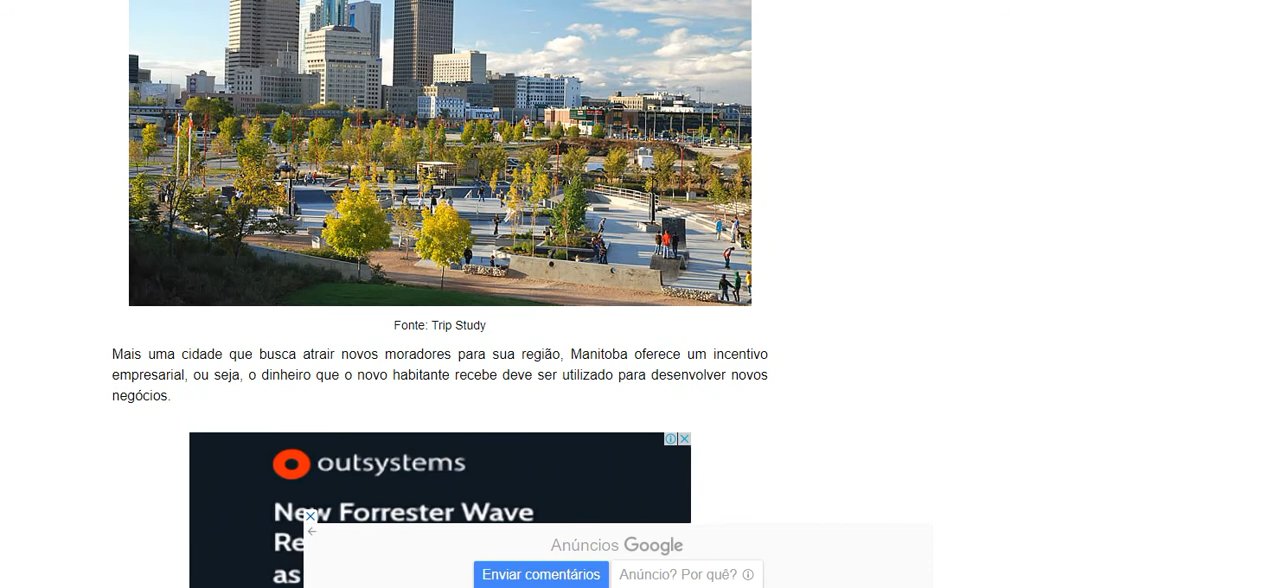 Fonte: Trip Study
Mais uma cidade que busca atrair novos moradores para sua região, Manitoba oferece um incentivo
empresarial, ou seja, o dinheiro que o novo habitante recebe deve ser utilizado para desenvolver novos
negócios.
outsystems
New Forrester Wave
Re
as
Anúncios Google
Enviar comentários
Anúncio? Por quê?